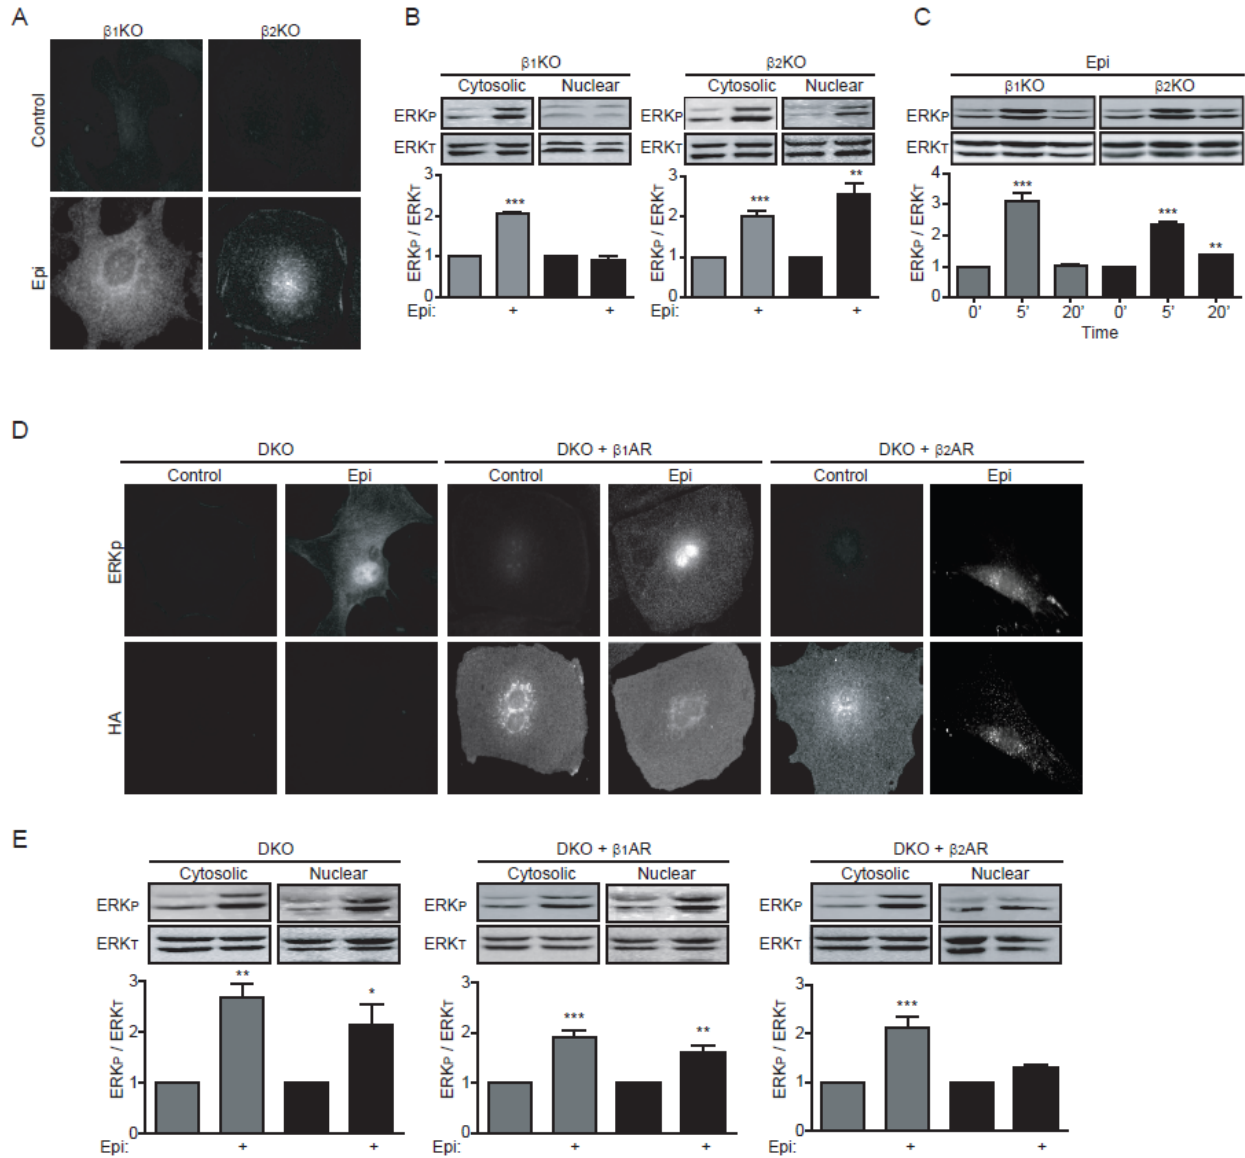 A
β1KO β2KO
Control
Epi
B
β1KO
Cytosolic Nuclear
ERKP
ERKT
ERKP / ERKT
3
2
1
0
***
Epi: +  +
β2KO
Cytosolic Nuclear
ERKP
ERKT
ERKP / ERKT
3
2
1
0
*** **
Epi: +  +
C
Epi
β1KO β2KO
ERKP
ERKT
ERKP / ERKT
4
3
2
1
0
*** *** **
0' 5' 20' 0' 5' 20'
Time
D
DKO DKO + β1AR DKO + β2AR
Control Epi Control Epi Control Epi
ERKp
HA
E
DKO
Cytosolic Nuclear
ERKP
ERKT
ERKP / ERKT
3
2
1
0
** *
Epi: +  +
DKO + β1AR
Cytosolic Nuclear
ERKP
ERKT
ERKP / ERKT
3
2
1
0
*** **
Epi: +  +
DKO + β2AR
Cytosolic Nuclear
ERKP
ERKT
ERKP / ERKT
3
2
1
0
***
Epi: +  +